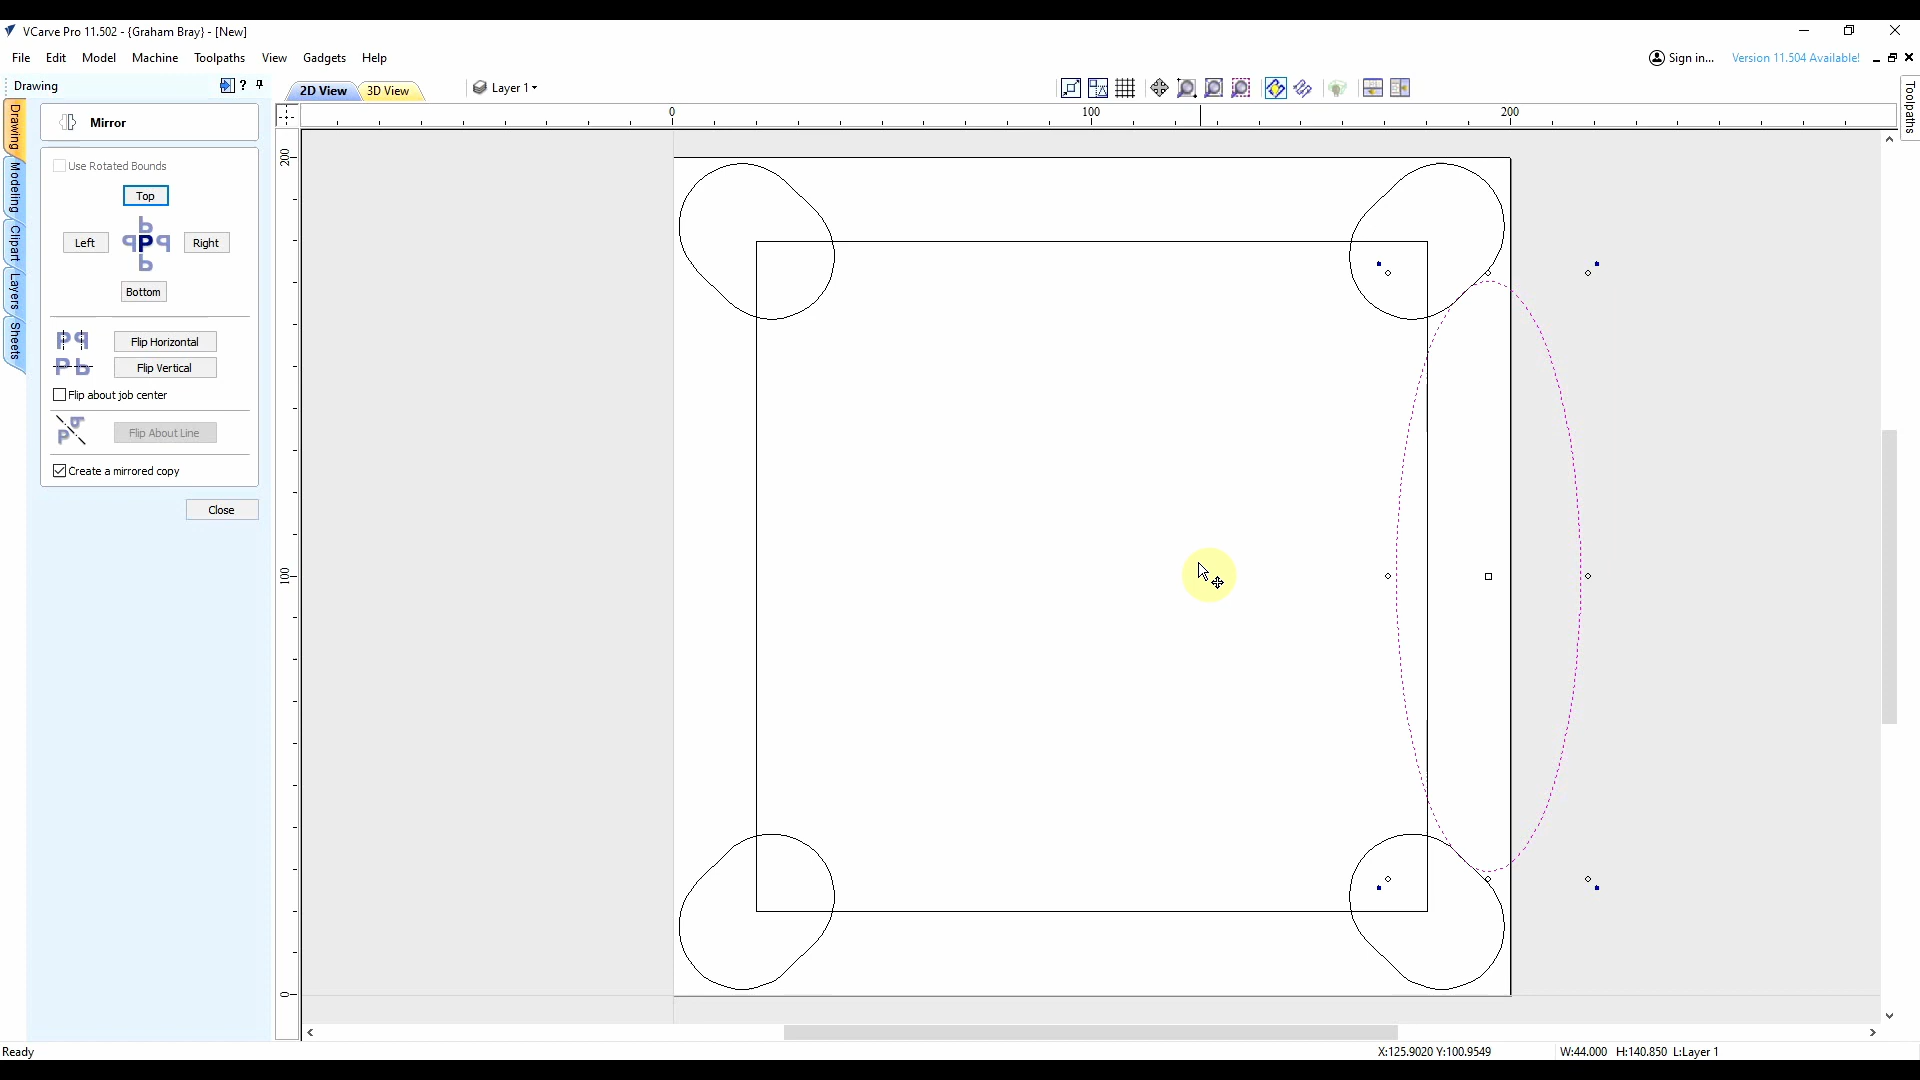 VCarve Pro 11.502 - {Graham Bray} - [New]
File Edit Model Machine Toolpaths View Gadgets Help
Sign in... Version 11.504 Available!
Drawing
2D View 3D View
Layer 1
Toolpaths
Drawing
Modeling
Clipart
Layers
Sheets
Mirror
Use Rotated Bounds
Top
Left Right
Bottom
Flip Horizontal
Flip Vertical
Flip about job center
Flip About Line
Create a mirrored copy
Close
0 100 200
200
100
0
Ready
X:125.9020 Y:100.9549 W:44.000 H:140.850 L:Layer 1